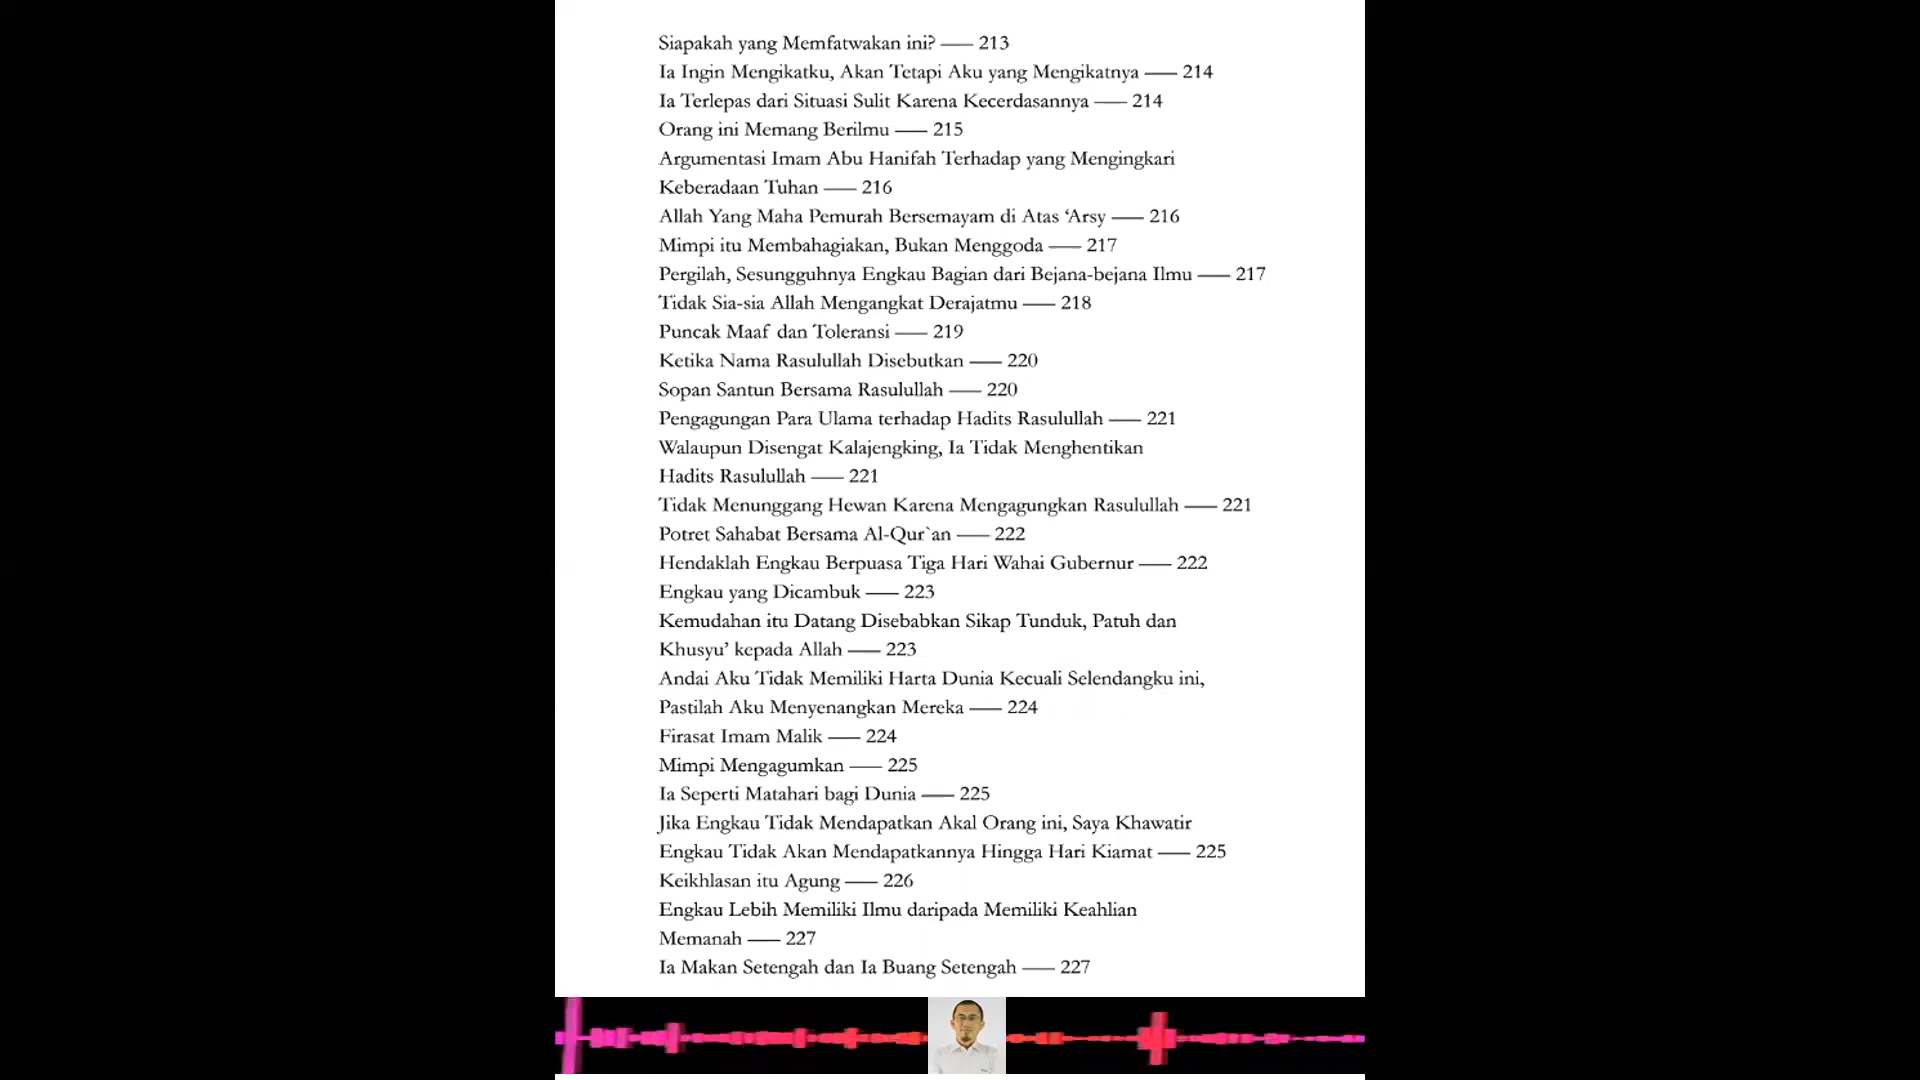 Siapakah yang Memfatwakan ini? —– 213
Ia Ingin Mengikatku, Akan Tetapi Aku yang Mengikatnya —– 214
Ia Terlepas dari Situasi Sulit Karena Kecerdasannya —– 214
Orang ini Memang Berilmu —– 215
Argumentasi Imam Abu Hanifah Terhadap yang Mengingkari
Keberadaan Tuhan —– 216
Allah Yang Maha Pemurah Bersemayam di Atas ‘Arsy —– 216
Mimpi itu Membahagiakan, Bukan Menggoda —– 217
Pergilah, Sesungguhnya Engkau Bagian dari Bejana-bejana Ilmu —– 217
Tidak Sia-sia Allah Mengangkat Derajatmu —– 218
Puncak Maaf dan Toleransi —– 219
Ketika Nama Rasulullah Disebutkan —– 220
Sopan Santun Bersama Rasulullah —– 220
Pengagungan Para Ulama terhadap Hadits Rasulullah —– 221
Walaupun Disengat Kalajengking, Ia Tidak Menghentikan
Hadits Rasulullah —– 221
Tidak Menunggang Hewan Karena Mengagungkan Rasulullah —– 221
Potret Sahabat Bersama Al-Qur`an —– 222
Hendaklah Engkau Berpuasa Tiga Hari Wahai Gubernur —– 222
Engkau yang Dicambuk —– 223
Kemudahan itu Datang Disebabkan Sikap Tunduk, Patuh dan
Khusyu’ kepada Allah —– 223
Andai Aku Tidak Memiliki Harta Dunia Kecuali Selendangku ini,
Pastilah Aku Menyenangkan Mereka —– 224
Firasat Imam Malik —– 224
Mimpi Mengagumkan —– 225
Ia Seperti Matahari bagi Dunia —– 225
Jika Engkau Tidak Mendapatkan Akal Orang ini, Saya Khawatir
Engkau Tidak Akan Mendapatkannya Hingga Hari Kiamat —– 225
Keikhlasan itu Agung —– 226
Engkau Lebih Memiliki Ilmu daripada Memiliki Keahlian
Memanah —– 227
Ia Makan Setengah dan Ia Buang Setengah —– 227